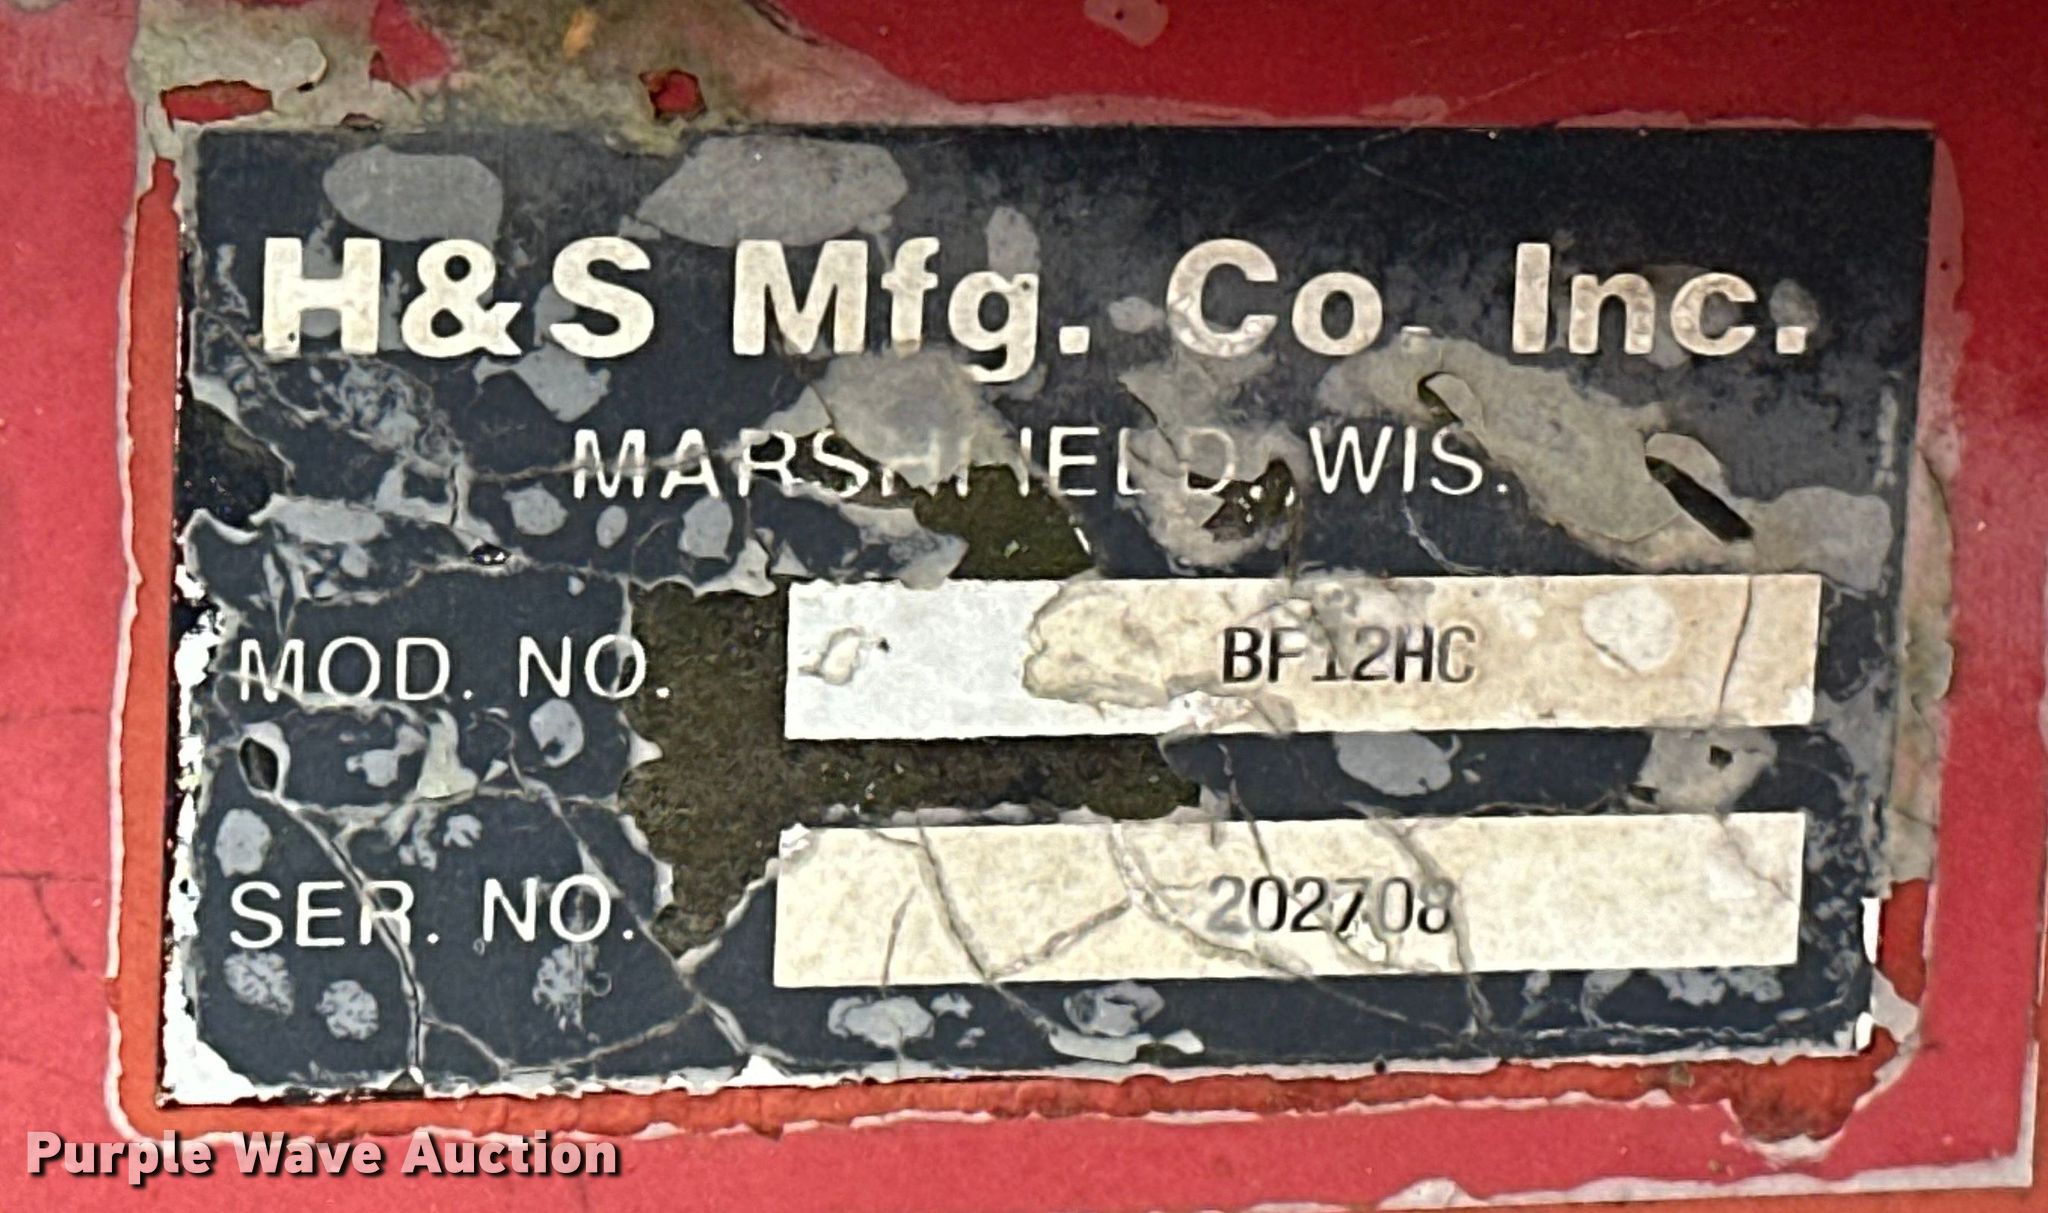 H&S Mfg. Co. Inc.
MARSHFIELD, WIS.
MOD. NO. BF12HC
SER. NO. 202708
Purple Wave Auction